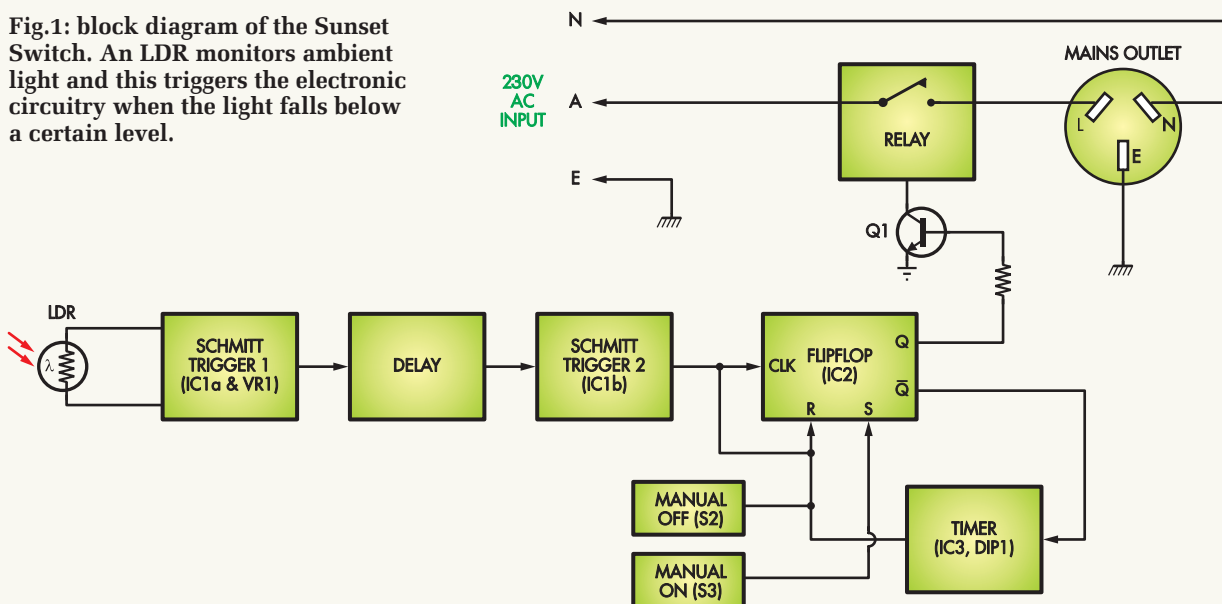 Fig.1: block diagram of the Sunset
Switch. An LDR monitors ambient
light and this triggers the electronic
circuitry when the light falls below
a certain level.
N
230V
AC
INPUT
A
E
RELAY
MAINS OUTLET
L
N
E
Q1
LDR
λ
SCHMITT
TRIGGER 1
(IC1a & VR1)
DELAY
SCHMITT
TRIGGER 2
(IC1b)
CLK
FLIPFLOP
(IC2)
Q
Q̅
R
S
MANUAL
OFF (S2)
MANUAL
ON (S3)
TIMER
(IC3, DIP1)